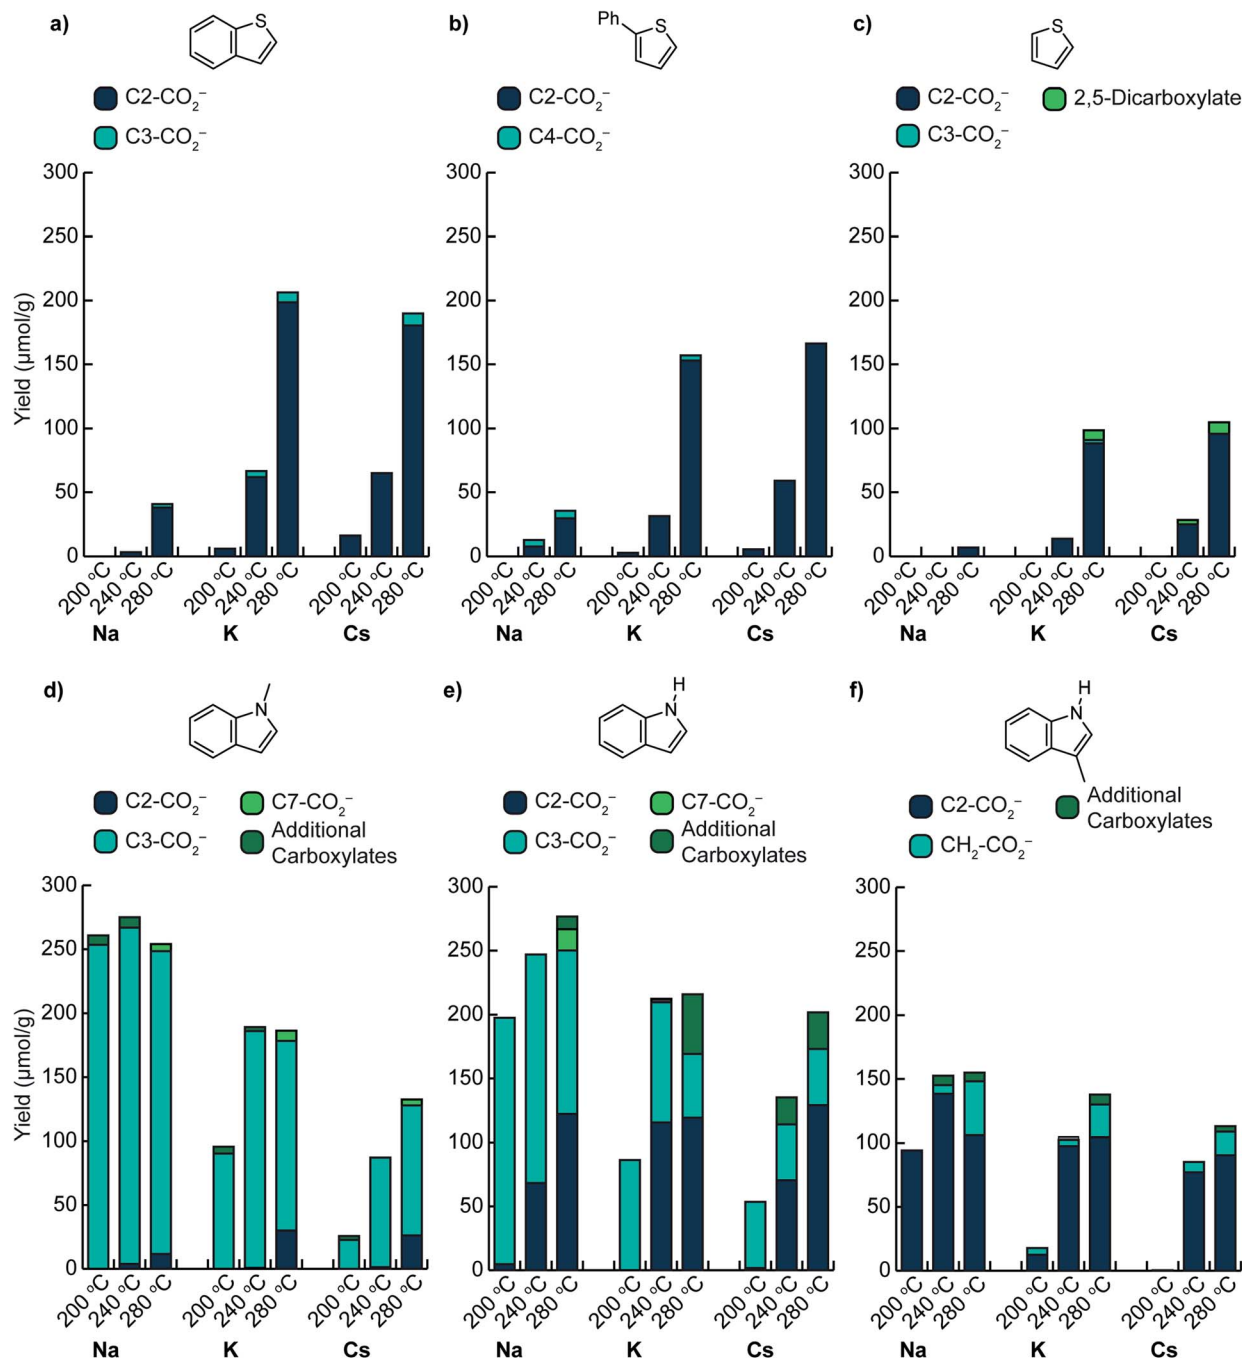 a)
S
C2-CO₂⁻
C3-CO₂⁻
b)
Ph
S
C2-CO₂⁻
C4-CO₂⁻
c)
S
C2-CO₂⁻ 2,5-Dicarboxylate
C3-CO₂⁻
Yield (μmol/g)
300
250
200
150
100
50
0
200 °C 240 °C 280 °C 200 °C 240 °C 280 °C 200 °C 240 °C 280 °C
Na K Cs
300
250
200
150
100
50
0
200 °C 240 °C 280 °C 200 °C 240 °C 280 °C 200 °C 240 °C 280 °C
Na K Cs
300
250
200
150
100
50
0
200 °C 240 °C 280 °C 200 °C 240 °C 280 °C 200 °C 240 °C 280 °C
Na K Cs
d)
N
C2-CO₂⁻ C7-CO₂⁻
C3-CO₂⁻ Additional
Carboxylates
e)
H
N
C2-CO₂⁻ C7-CO₂⁻
C3-CO₂⁻ Additional
Carboxylates
f)
H
N
C2-CO₂⁻ Additional
Carboxylates
CH₂-CO₂⁻
Yield (μmol/g)
300
250
200
150
100
50
0
200 °C 240 °C 280 °C 200 °C 240 °C 280 °C 200 °C 240 °C 280 °C
Na K Cs
300
250
200
150
100
50
0
200 °C 240 °C 280 °C 200 °C 240 °C 280 °C 200 °C 240 °C 280 °C
Na K Cs
300
250
200
150
100
50
0
200 °C 240 °C 280 °C 200 °C 240 °C 280 °C 200 °C 240 °C 280 °C
Na K Cs